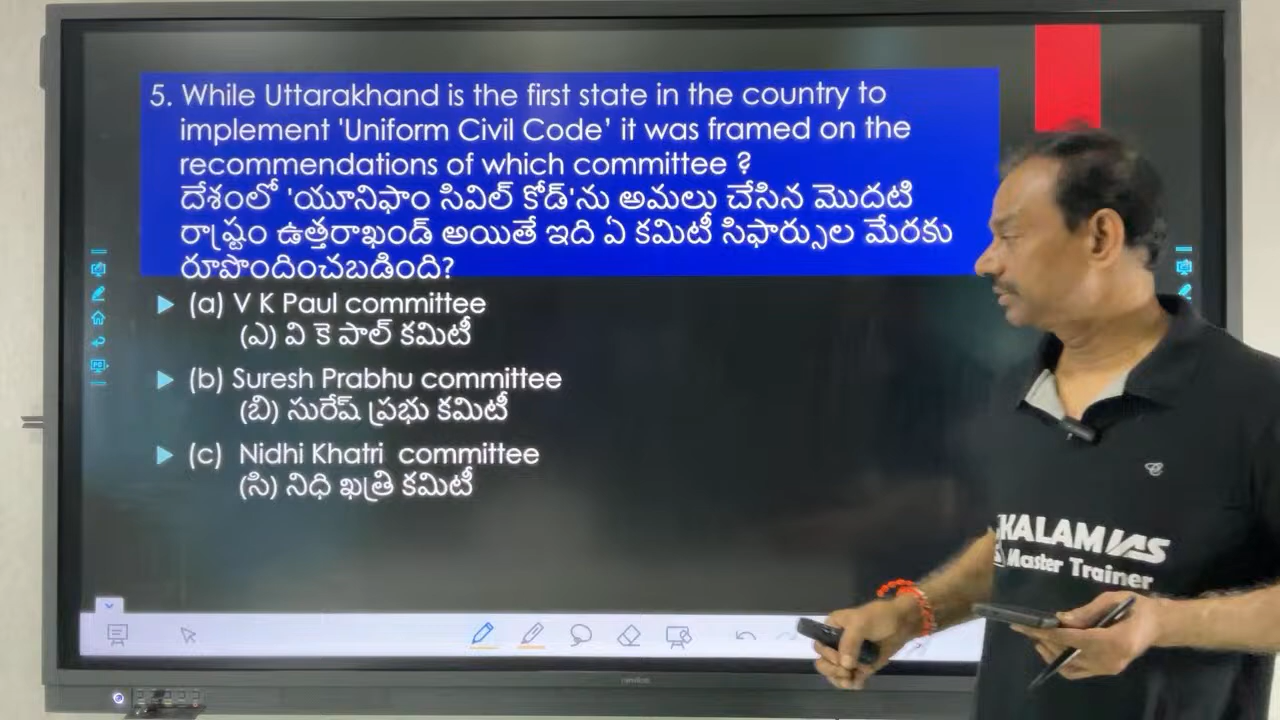 5. While Uttarakhand is the first state in the country to
implement 'Uniform Civil Code' it was framed on the
recommendations of which committee ?
దేశంలో 'యూనిఫాం సివిల్ కోడ్'ను అమలు చేసిన మొదటి
రాష్ట్రం ఉత్తరాఖండ్ అయితే ఇది ఏ కమిటీ సిఫార్సుల మేరకు
రూపొందించబడింది?
(a) V K Paul committee
(ఎ) వి కె పాల్ కమిటీ
(b) Suresh Prabhu committee
(బి) సురేష్ ప్రభు కమిటీ
(c) Nidhi Khatri committee
(సి) నిధి ఖత్రి కమిటీ
KALAM IAS
Master Trainer